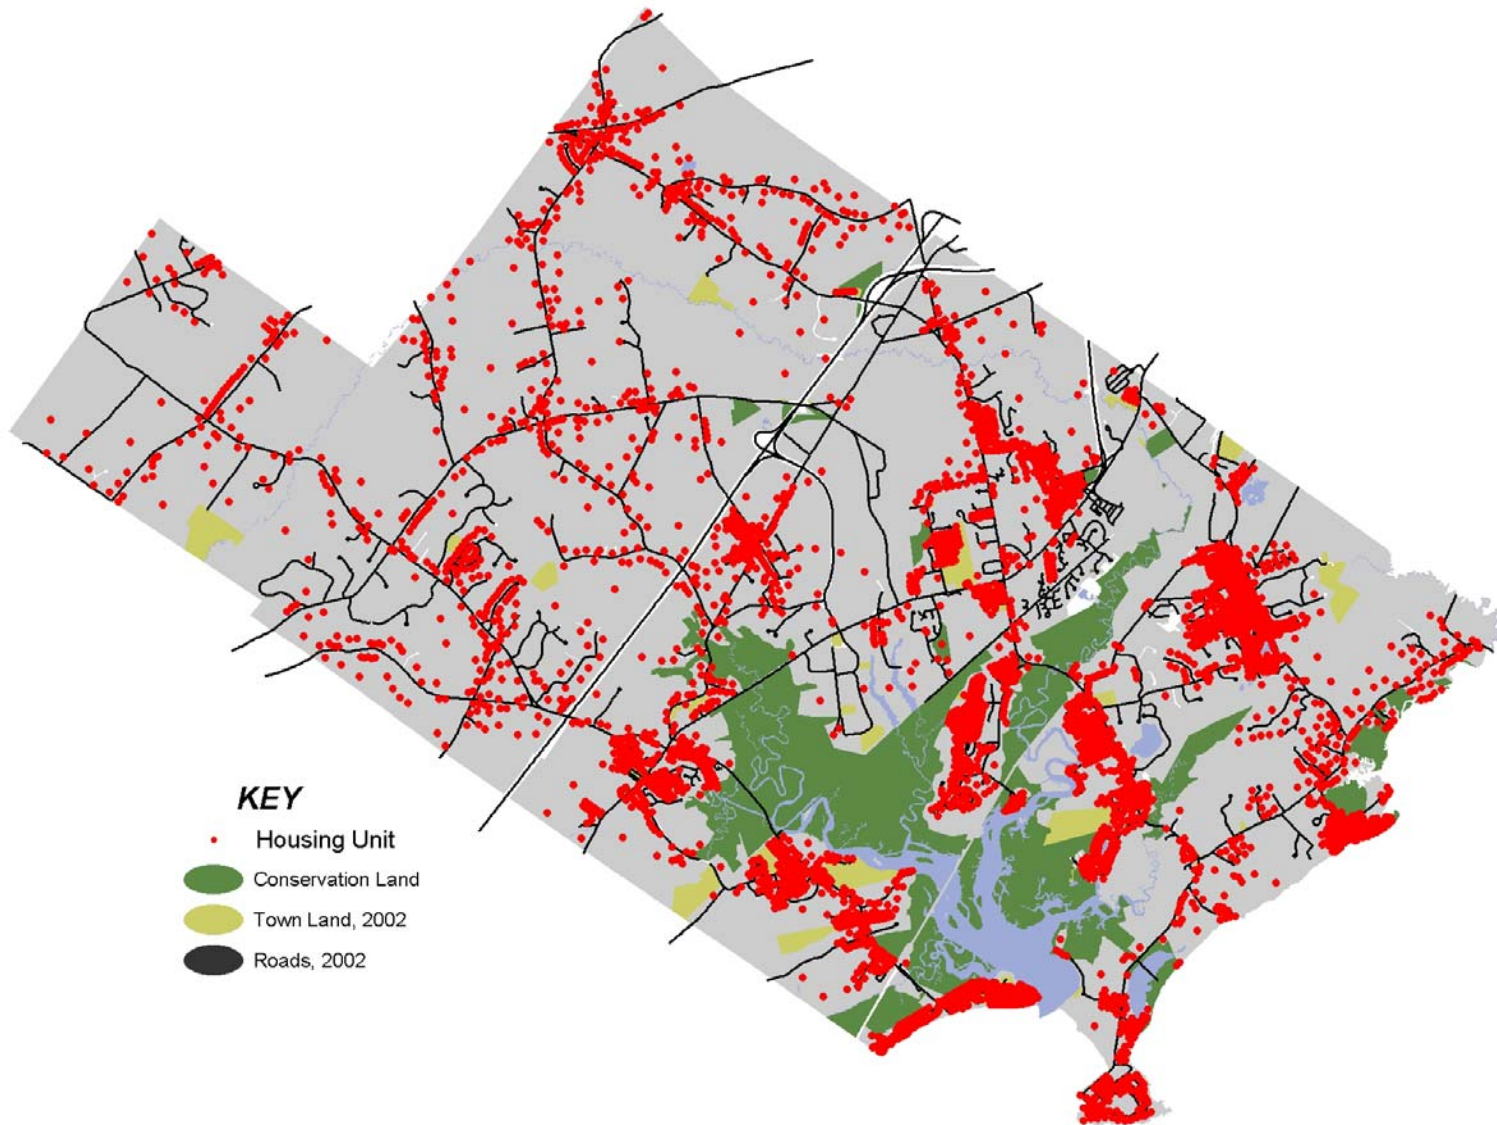 KEY
Housing Unit
Conservation Land
Town Land, 2002
Roads, 2002